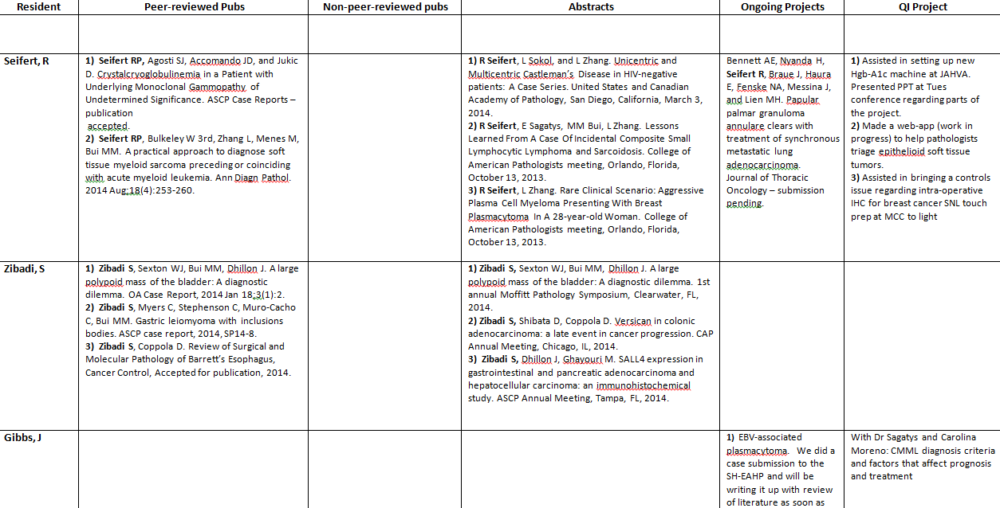 Resident
Peer-reviewed Pubs
Non-peer-reviewed pubs
Abstracts
Ongoing Projects
QI Project
Seifert, R
1) Seifert RP, Agosti SJ, Accomando JD, and Jukic
D. Crystalcryoglobulinemia in a Patient with
Underlying Monoclonal Gammopathy of
Undetermined Significance. ASCP Case Reports –
publication
accepted.
2) Seifert RP, Bulkeley W 3rd, Zhang L, Menes M,
Bui MM. A practical approach to diagnose soft
tissue myeloid sarcoma preceding or coinciding
with acute myeloid leukemia. Ann Diagn Pathol.
2014 Aug;18(4):253-260.
1) R Seifert, L Sokol, and L Zhang. Unicentric and
Multicentric Castleman's Disease in HIV-negative
patients: A Case Series. United States and Canadian
Academy of Pathology, San Diego, California, March 3,
2014.
2) R Seifert, E Sagatys, MM Bui, L Zhang. Lessons
Learned From A Case Of Incidental Composite Small
Lymphocytic Lymphoma and Sarcoidosis. College of
American Pathologists meeting, Orlando, Florida,
October 13, 2013.
3) R Seifert, L Zhang. Rare Clinical Scenario: Aggressive
Plasma Cell Myeloma Presenting With Breast
Plasmacytoma In A 28-year-old Woman. College of
American Pathologists meeting, Orlando, Florida,
October 13, 2013.
Bennett AE, Nyanda H,
Seifert R, Braue J, Haura
E, Fenske NA, Messina J,
and Lien MH. Papular
palmar granuloma
annulare clears with
treatment of synchronous
metastatic lung
adenocarcinoma.
Journal of Thoracic
Oncology – submission
pending.
1) Assisted in setting up new
Hgb-A1c machine at JAHVA.
Presented PPT at Tues
conference regarding parts of
the project.
2) Made a web-app (work in
progress) to help pathologists
triage epithelioid soft tissue
tumors.
3) Assisted in bringing a controls
issue regarding intra-operative
IHC for breast cancer SNL touch
prep at MCC to light
Zibadi, S
1) Zibadi S, Sexton WJ, Bui MM, Dhillon J. A large
polypoid mass of the bladder: A diagnostic
dilemma. OA Case Report, 2014 Jan 18;3(1):2.
2) Zibadi S, Myers C, Stephenson C, Muro-Cacho
C, Bui MM. Gastric leiomyoma with inclusions
bodies. ASCP case report, 2014, SP14-8.
3) Zibadi S, Coppola D. Review of Surgical and
Molecular Pathology of Barrett's Esophagus,
Cancer Control, Accepted for publication, 2014.
1) Zibadi S, Sexton WJ, Bui MM, Dhillon J. A large
polypoid mass of the bladder: A diagnostic dilemma. 1st
annual Moffitt Pathology Symposium, Clearwater, FL,
2014.
2) Zibadi S, Shibata D, Coppola D. Versican in colonic
adenocarcinoma: a late event in cancer progression. CAP
Annual Meeting, Chicago, IL, 2014.
3) Zibadi S, Dhillon J, Ghayouri M. SALL4 expression in
gastrointestinal and pancreatic adenocarcinoma and
hepatocellular carcinoma: an immunohistochemical
study. ASCP Annual Meeting, Tampa, FL, 2014.
Gibbs, J
1) EBV-associated
plasmacytoma. We did a
case submission to the
SH-EAHP and will be
writing it up with review
of literature as soon as
With Dr Sagatys and Carolina
Moreno: CMML diagnosis criteria
and factors that affect prognosis
and treatment